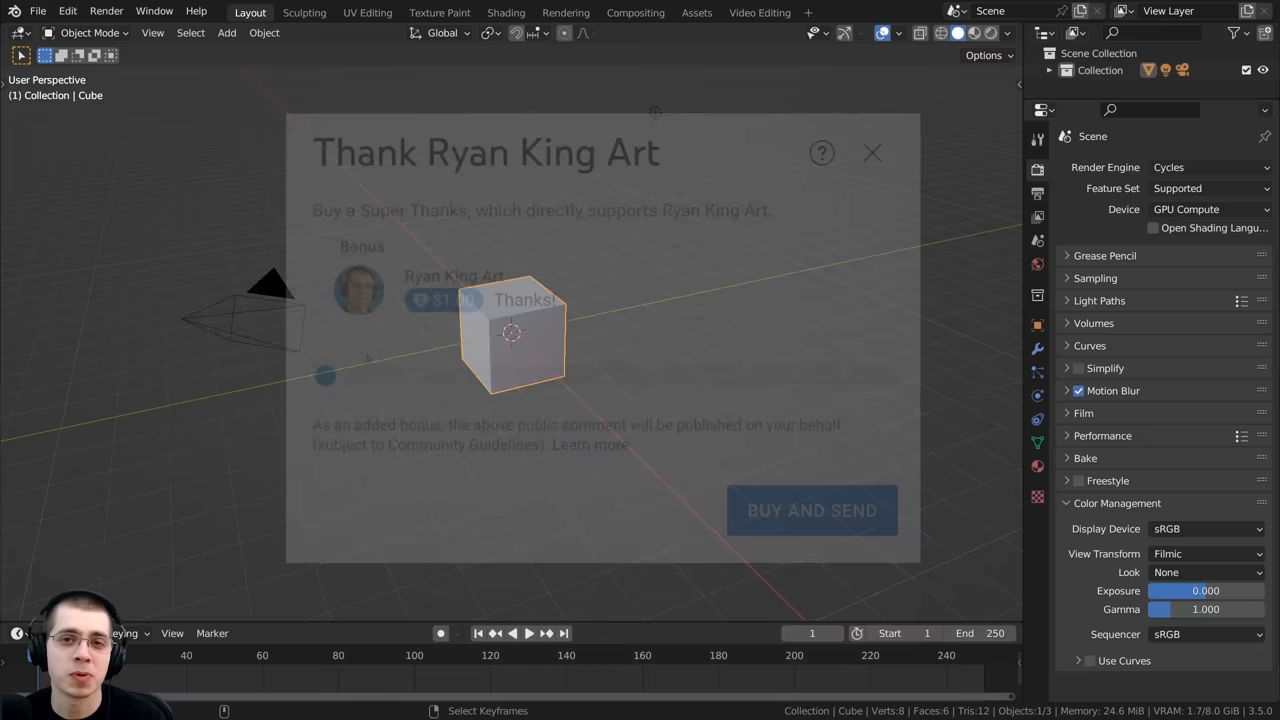 File Edit Render Window Help Layout Sculpting UV Editing Texture Paint Shading Rendering Compositing Assets Video Editing + Scene View Layer
Object Mode View Select Add Object Global
Options
User Perspective
(1) Collection | Cube
Scene Collection
Collection
Scene
Render Engine Cycles
Feature Set Supported
Device GPU Compute
Open Shading Langu...
Grease Pencil
Sampling
Light Paths
Volumes
Curves
Simplify
Motion Blur
Film
Performance
Bake
Freestyle
Color Management
Display Device sRGB
View Transform Filmic
Look None
Exposure 0.000
Gamma 1.000
Sequencer sRGB
Use Curves
Thank Ryan King Art
Buy a Super Thanks, which directly supports Ryan King Art.
Bonus
Ryan King Art
Thanks!
As an added bonus, the above public comment will be published on your behalf
(subject to Community Guidelines). Learn more
BUY AND SEND
View Marker 1 Start 1 End 250
40 60 80 100 120 140 160 180 200 220 240
Select Keyframes
Collection | Cube | Verts:8 | Faces:6 | Tris:12 | Objects:1/3 | Memory: 24.6 MiB | VRAM: 1.7/8.0 GiB | 3.5.0